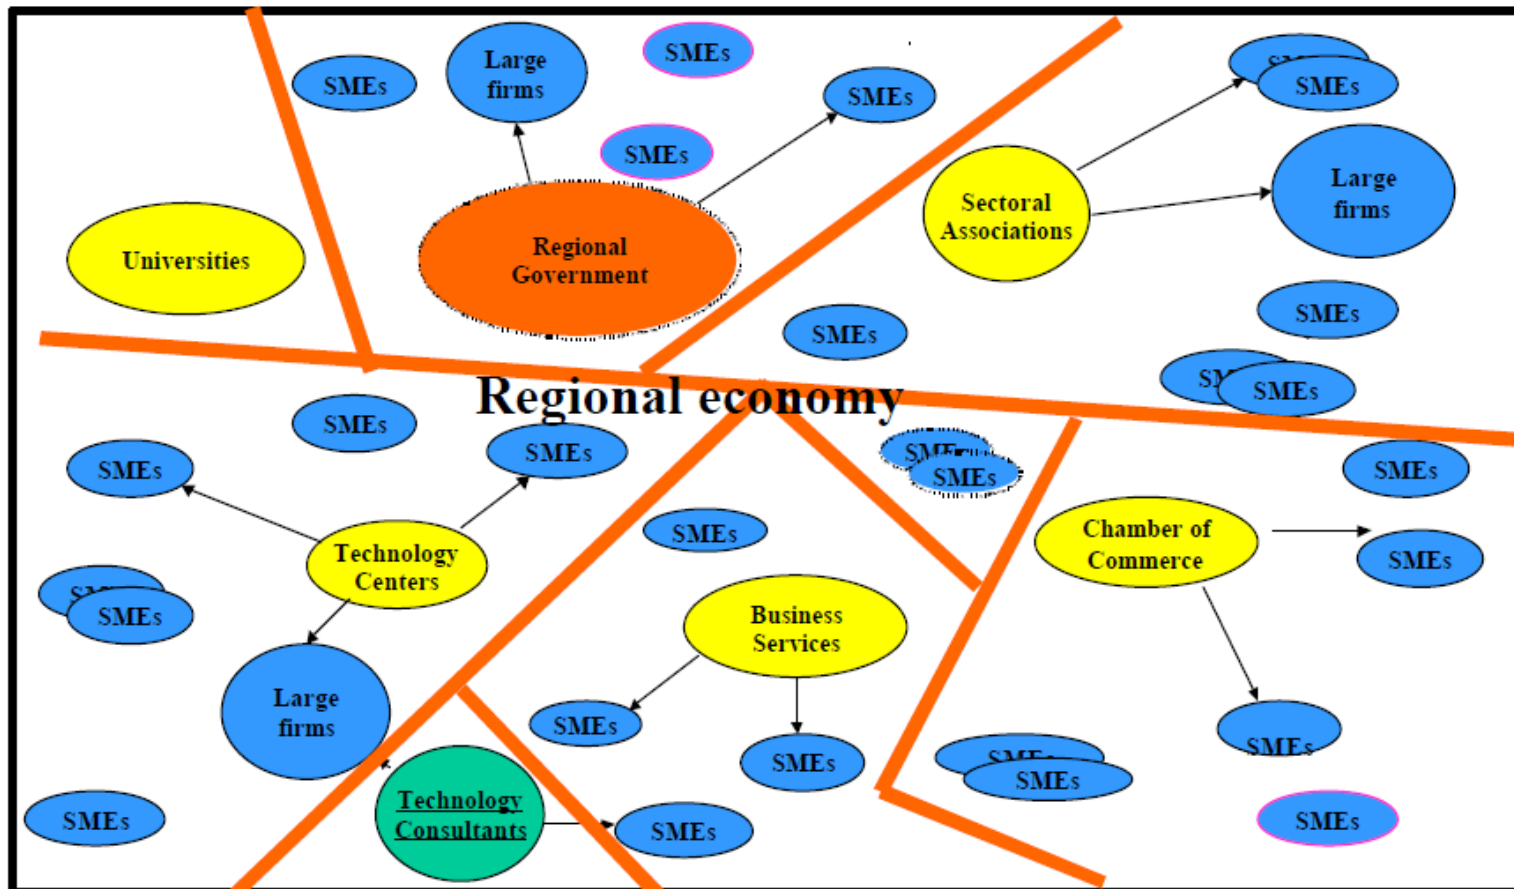 Large
firms
SMEs
SMEs
SMEs
SMEs
SMEs
SMEs
Universities
Regional
Government
Sectoral
Associations
Large
firms
SMEs
SMEs
SMEs
Regional economy
SMEs
SMEs
SMEs
SMEs
SMEs
Technology
Centers
SMEs
Chamber of
Commerce
SMEs
SMEs
Business
Services
Large
firms
SMEs
SMEs
SMEs
SMEs
SMEs
Technology
Consultants
SMEs
SMEs